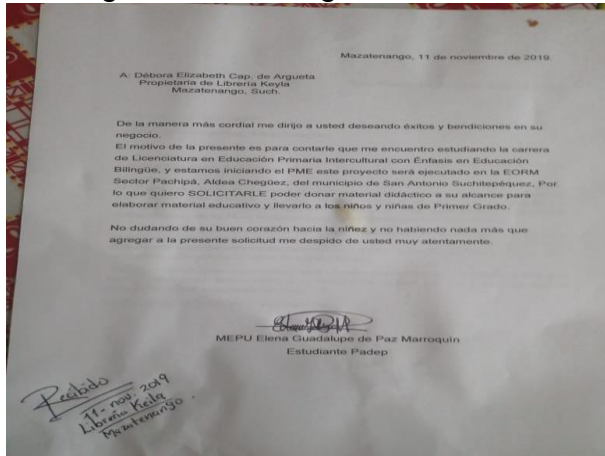 Mazatenango, 11 de noviembre de 2019.
A: Débora Elizabeth Cap. de Argueta
Propietaria de Librería Keyla
Mazatenango, Such.
De la manera más cordial me dirijo a usted deseando éxitos y bendiciones en su
negocio.
El motivo de la presente es para contarle que me encuentro estudiando la carrera
de Licenciatura en Educación Primaria Intercultural con Énfasis en Educación
Bilingüe, y estamos iniciando el PME este proyecto será ejecutado en la EORM
Sector Pachipá, Aldea Chegüez, del municipio de San Antonio Suchitepéquez, Por
lo que quiero SOLICITARLE poder donar material didáctico a su alcance para
elaborar material educativo y llevarlo a los niños y niñas de Primer Grado.
No dudando de su buen corazón hacia la niñez y no habiendo nada más que
agregar a la presente solicitud me despido de usted muy atentamente.
MEPU Elena Guadalupe de Paz Marroquín
Estudiante Padep
Recibido
11-nov. 2019
Librería Keila
Mazatenango.